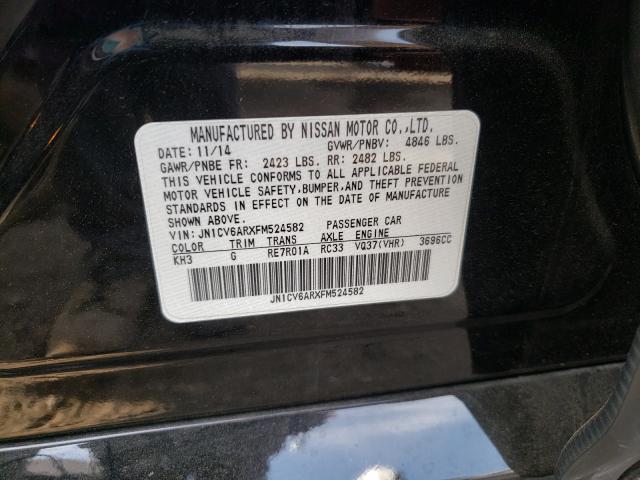 MANUFACTURED BY NISSAN MOTOR CO.,LTD.
DATE: 11/14 GVWR/PNBV: 4846 LBS.
GAWR/PNBE FR: 2423 LBS. RR: 2482 LBS.
THIS VEHICLE CONFORMS TO ALL APPLICABLE FEDERAL
MOTOR VEHICLE SAFETY,BUMPER,AND THEFT PREVENTION
STANDARDS IN EFFECT ON THE DATE OF MANUFACTURE
SHOWN ABOVE.
VIN: JN1CV6ARXFM524582 PASSENGER CAR
COLOR TRIM TRANS AXLE ENGINE
KH3 G RE7R01A RC33 VQ37(VHR) 3696CC
JN1CV6ARXFM524582